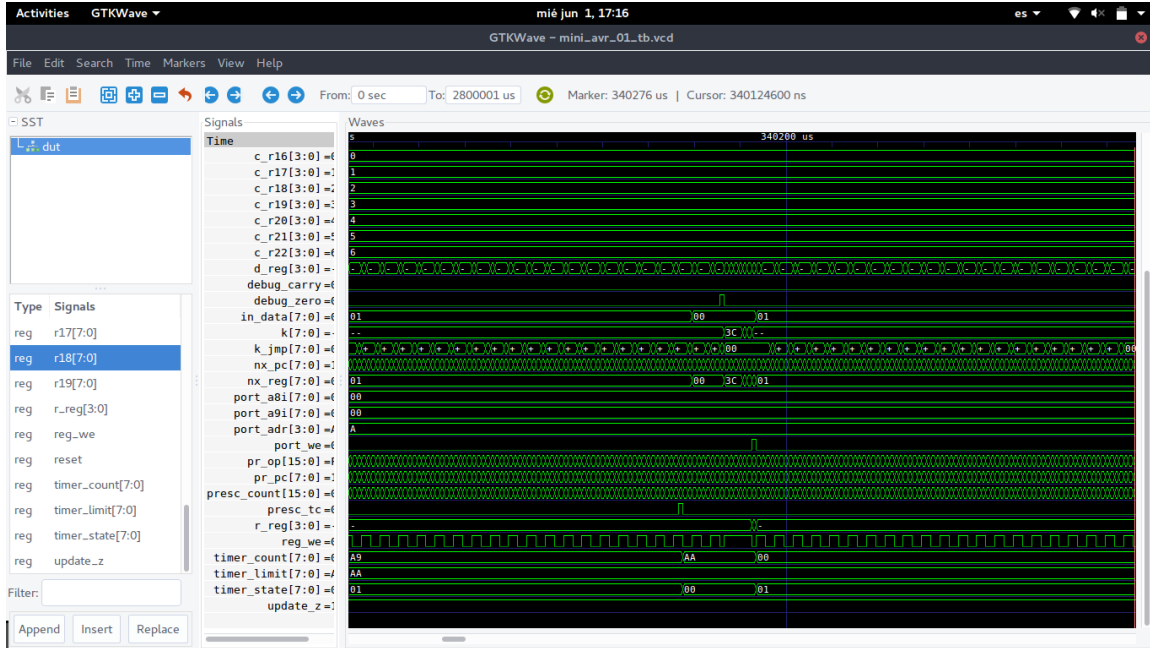 Activities GTKWave mié jun 1, 17:16 es
GTKWave - mini_avr_01_tb.vcd
File Edit Search Time Markers View Help
From: 0 sec To: 2800001 us Marker: 340276 us | Cursor: 340124600 ns
SST
dut
Type Signals
reg r17[7:0]
reg r18[7:0]
reg r19[7:0]
reg r_reg[3:0]
reg reg_we
reg reset
reg timer_count[7:0]
reg timer_limit[7:0]
reg timer_state[7:0]
reg update_z
Filter:
Append Insert Replace
Signals Waves
Time s 340200 us
c_r16[3:0] = 0
c_r17[3:0] = 1
c_r18[3:0] = 2
c_r19[3:0] = 3
c_r20[3:0] = 4
c_r21[3:0] = 5
c_r22[3:0] = 6
d_reg[3:0] =
debug_carry =
debug_zero =
in_data[7:0] = 01 00 01
k[7:0] = -- 3C --
k_jmp[7:0] = + + + + + + + + + + + + + + + + 00 + + + + + + + + + + + + + + + 00
nx_pc[7:0] =
nx_reg[7:0] = 01 00 3C 01
port_a8i[7:0] = 00
port_a9i[7:0] = 00
port_adr[3:0] = A
port_we =
pr_op[15:0] =
pr_pc[7:0] =
presc_count[15:0] =
presc_tc =
r_reg[3:0] = - -
reg_we =
timer_count[7:0] = A9 AA 00
timer_limit[7:0] = AA
timer_state[7:0] = 01 00 01
update_z =